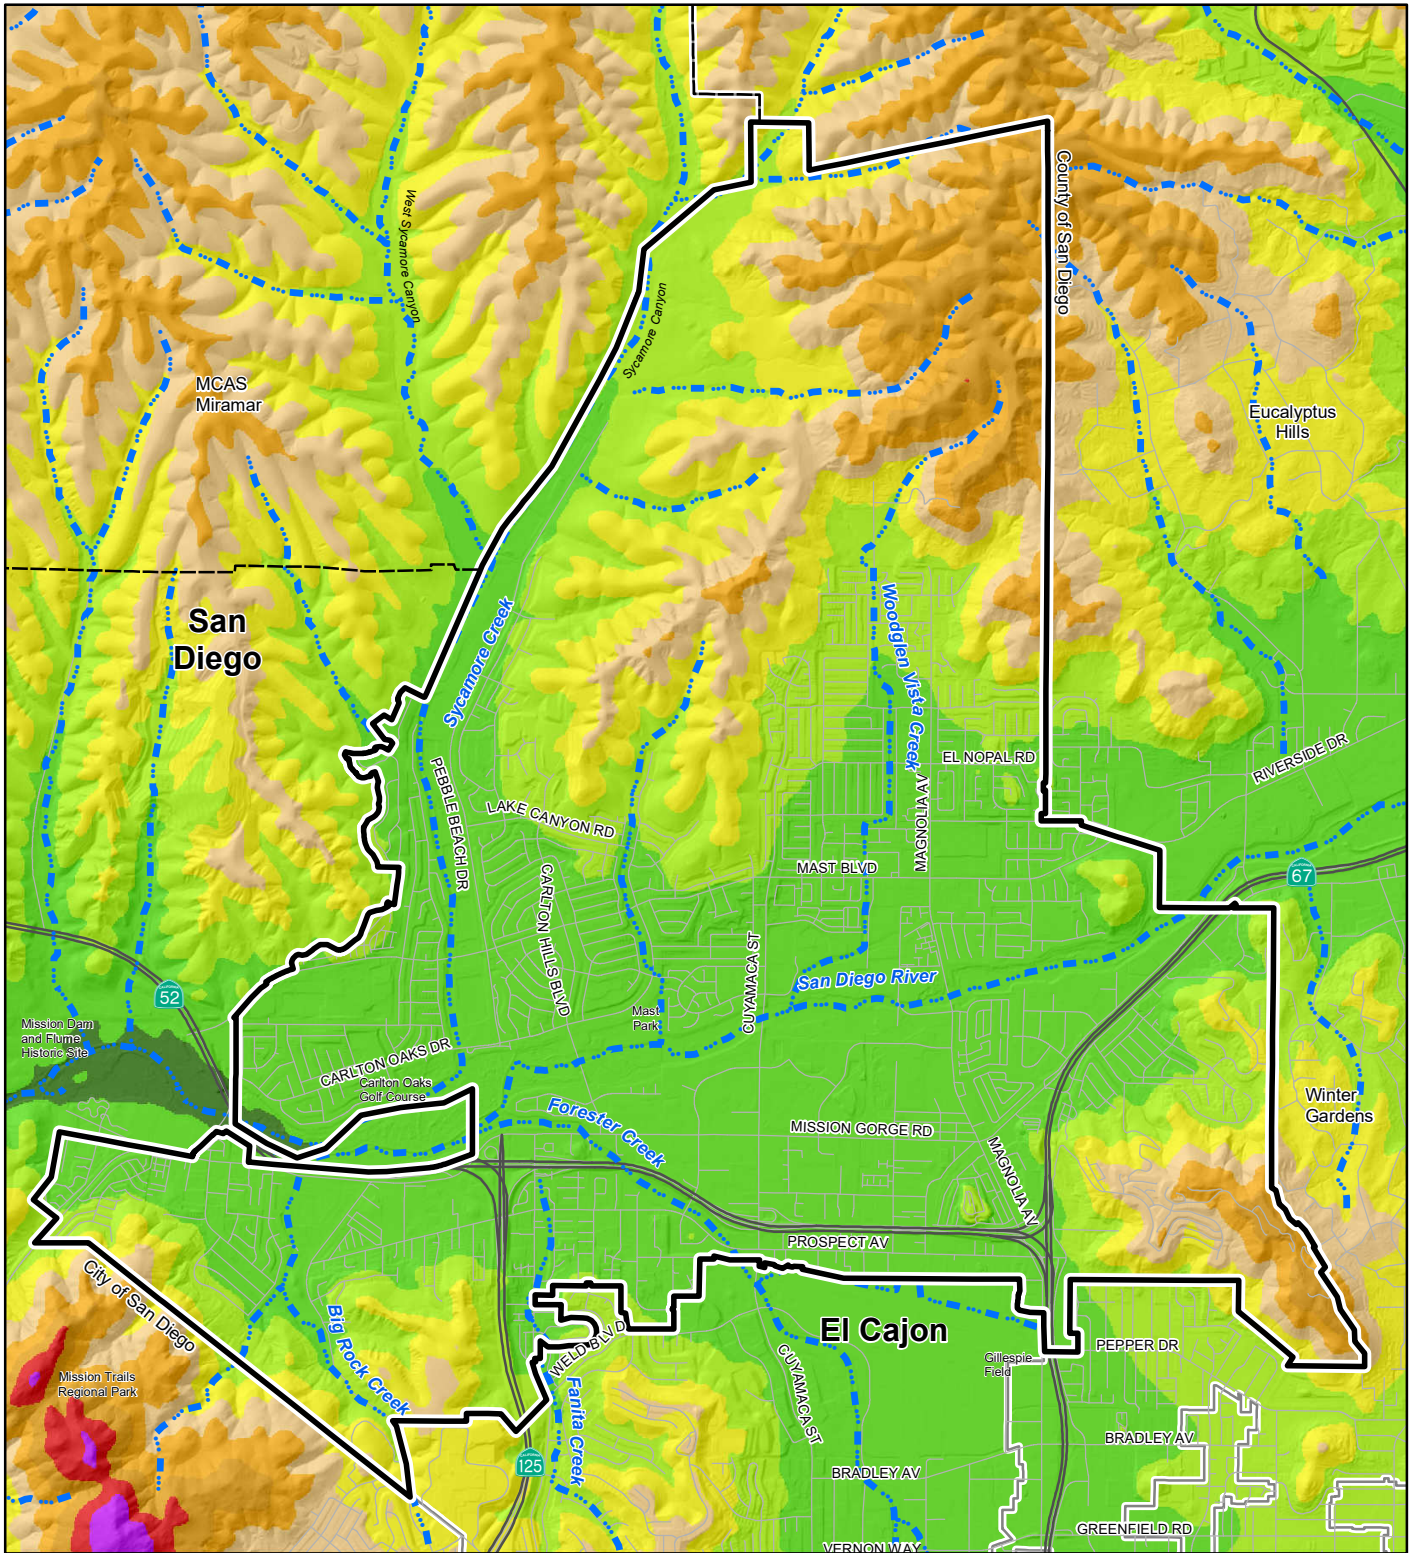 County of San Diego
West Sycamore Canyon
Sycamore Canyon
MCAS
Miramar
Eucalyptus
Hills
San
Diego
Sycamore Creek
Woodglen Vista Creek
EL NOPAL RD
RIVERSIDE DR
PEBBLE BEACH DR
LAKE CANYON RD
MAGNOLIA AV
MAST BLVD
CARLTON HILLS BLVD
67
CUYAMACA ST
San Diego River
52
Mission Dam
and Flume
Historic Site
Mast
Park
CARLTON OAKS DR
Carlton Oaks
Golf Course
Forester Creek
MISSION GORGE RD
Winter
Gardens
MAGNOLIA AV
PROSPECT AV
City of San Diego
Big Rock Creek
WELD BLVD
El Cajon
PEPPER DR
Gillespie
Field
Mission Trails
Regional Park
Fanita Creek
CUYAMACA ST
125
BRADLEY AV
BRADLEY AV
GREENFIELD RD
VERNON WAY